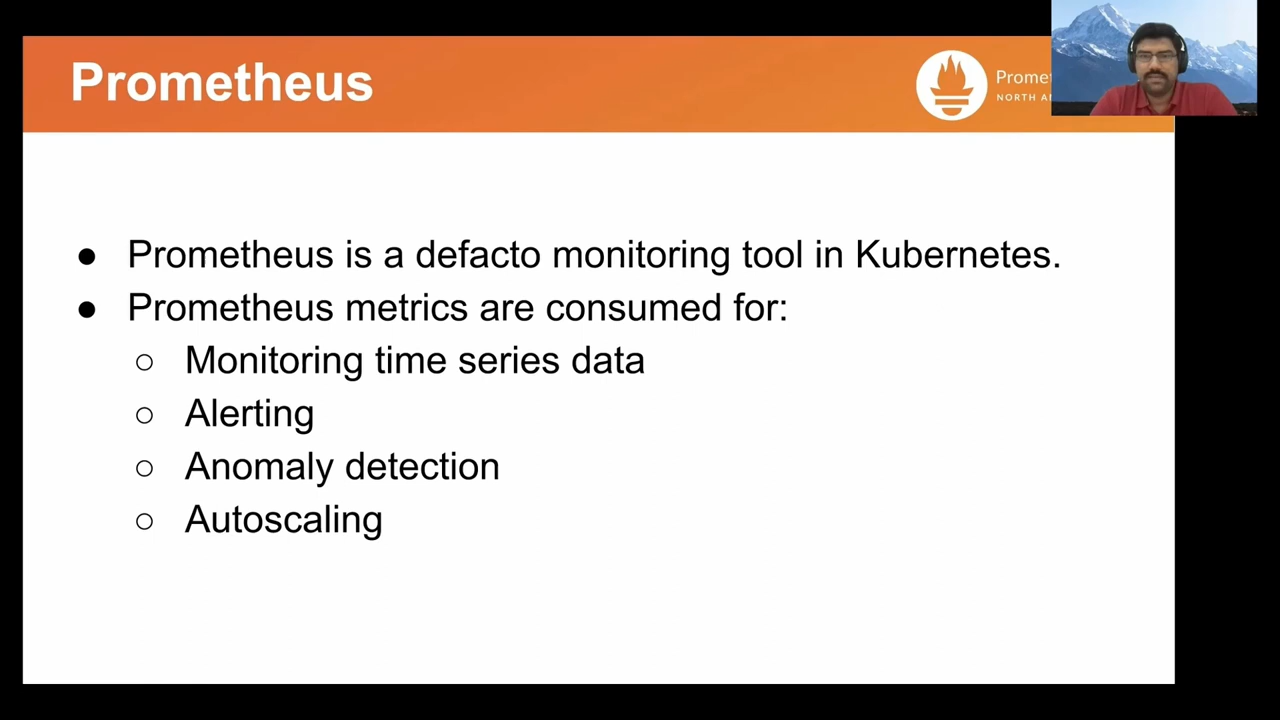 Prometheus
NORTH
● Prometheus is a defacto monitoring tool in Kubernetes.
● Prometheus metrics are consumed for:
○ Monitoring time series data
○ Alerting
○ Anomaly detection
○ Autoscaling